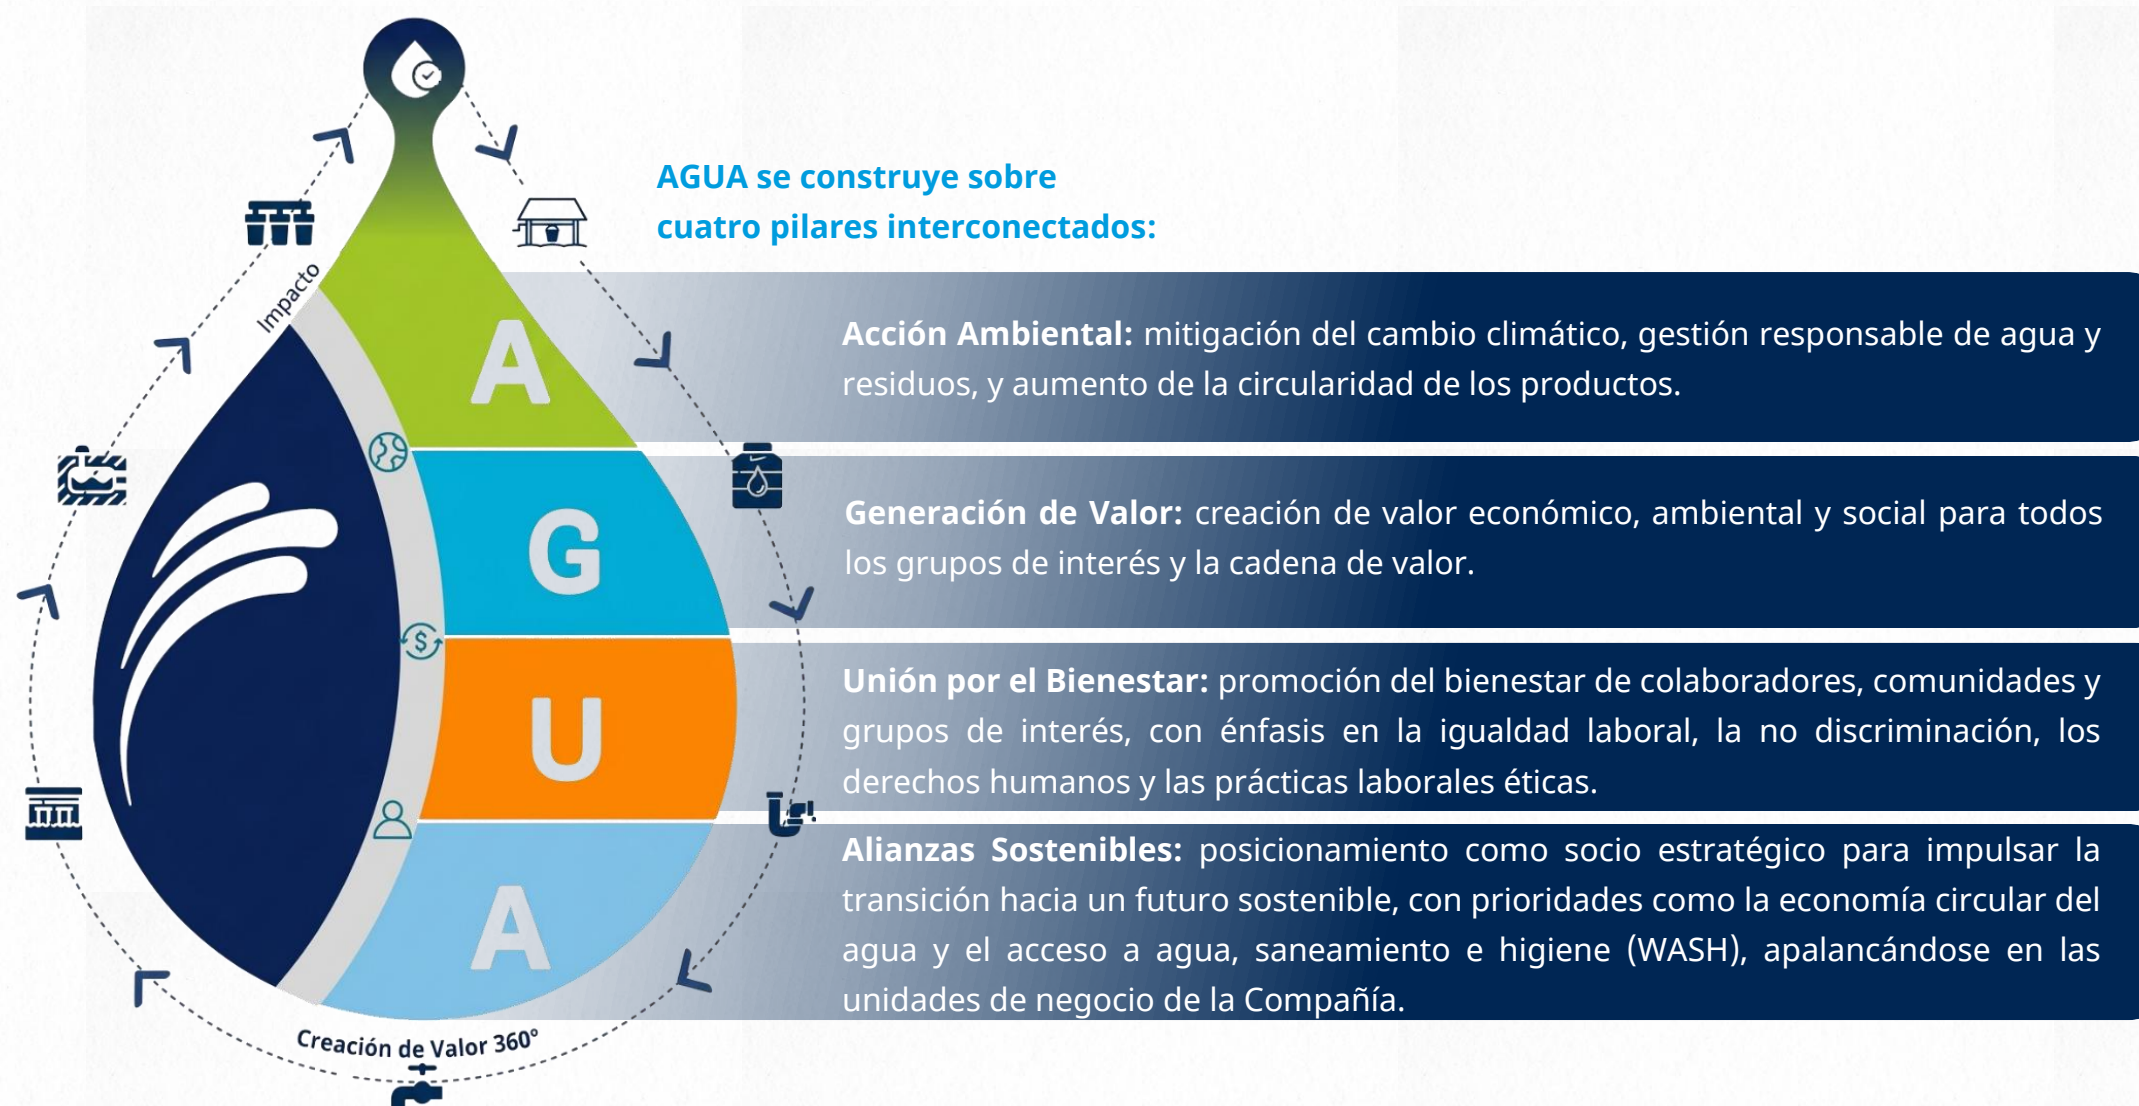 AGUA se construye sobre
cuatro pilares interconectados:
Impacto
A
Acción Ambiental: mitigación del cambio climático, gestión responsable de agua y
residuos, y aumento de la circularidad de los productos.
G
Generación de Valor: creación de valor económico, ambiental y social para todos
los grupos de interés y la cadena de valor.
$
U
Unión por el Bienestar: promoción del bienestar de colaboradores, comunidades y
grupos de interés, con énfasis en la igualdad laboral, la no discriminación, los
derechos humanos y las prácticas laborales éticas.
A
Alianzas Sostenibles: posicionamiento como socio estratégico para impulsar la
transición hacia un futuro sostenible, con prioridades como la economía circular del
agua y el acceso a agua, saneamiento e higiene (WASH), apalancándose en las
unidades de negocio de la Compañía.
Creación de Valor 360°